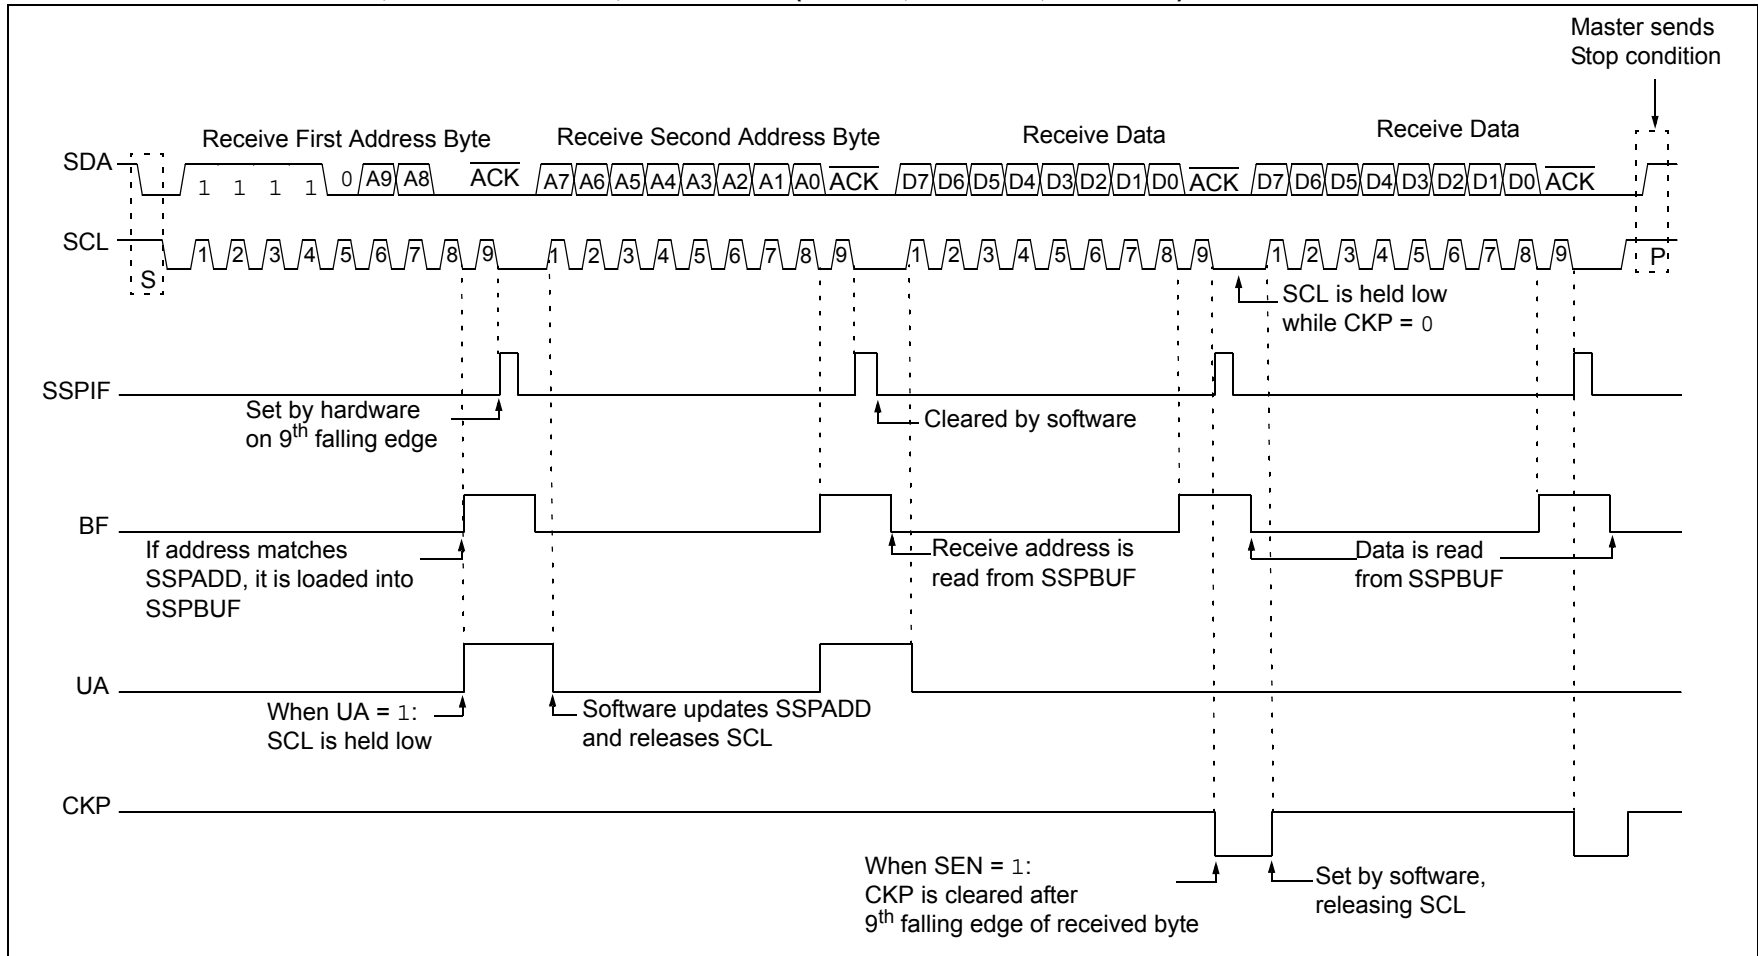 Master sends
Stop condition
Receive First Address Byte
Receive Second Address Byte
Receive Data
Receive Data
SDA
1 1 1 1 0 A9 A8 ACK A7 A6 A5 A4 A3 A2 A1 A0 ACK D7 D6 D5 D4 D3 D2 D1 D0 ACK D7 D6 D5 D4 D3 D2 D1 D0 ACK
SCL
S 1 2 3 4 5 6 7 8 9 1 2 3 4 5 6 7 8 9 1 2 3 4 5 6 7 8 9 1 2 3 4 5 6 7 8 9 P
SCL is held low
while CKP = 0
SSPIF
Set by hardware
on 9th falling edge
Cleared by software
BF
If address matches
SSPADD, it is loaded into
SSPBUF
Receive address is
read from SSPBUF
Data is read
from SSPBUF
UA
When UA = 1:
SCL is held low
Software updates SSPADD
and releases SCL
CKP
When SEN = 1:
CKP is cleared after
9th falling edge of received byte
Set by software,
releasing SCL